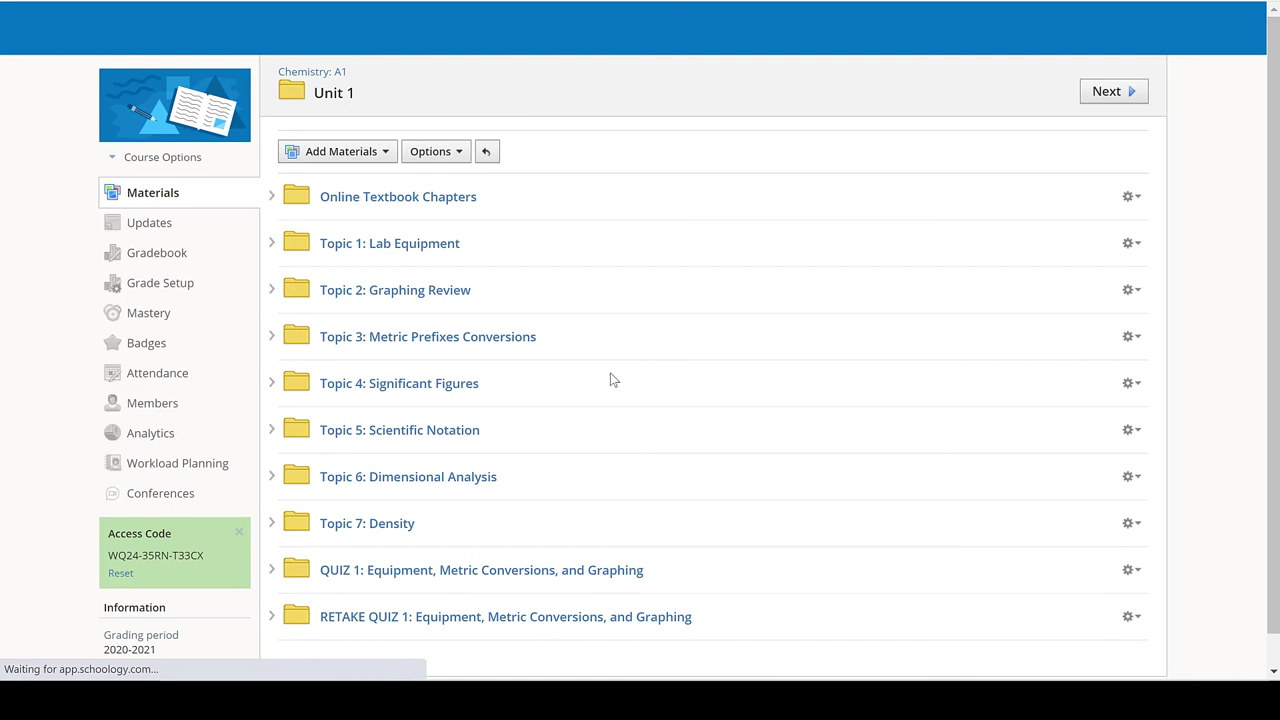 Chemistry: A1
Unit 1
Next
Course Options
Add Materials
Options
Materials
Updates
Gradebook
Grade Setup
Mastery
Badges
Attendance
Members
Analytics
Workload Planning
Conferences
Access Code
WQ24-35RN-T33CX
Reset
Information
Grading period
2020-2021
Online Textbook Chapters
Topic 1: Lab Equipment
Topic 2: Graphing Review
Topic 3: Metric Prefixes Conversions
Topic 4: Significant Figures
Topic 5: Scientific Notation
Topic 6: Dimensional Analysis
Topic 7: Density
QUIZ 1: Equipment, Metric Conversions, and Graphing
RETAKE QUIZ 1: Equipment, Metric Conversions, and Graphing
Waiting for app.schoology.com...